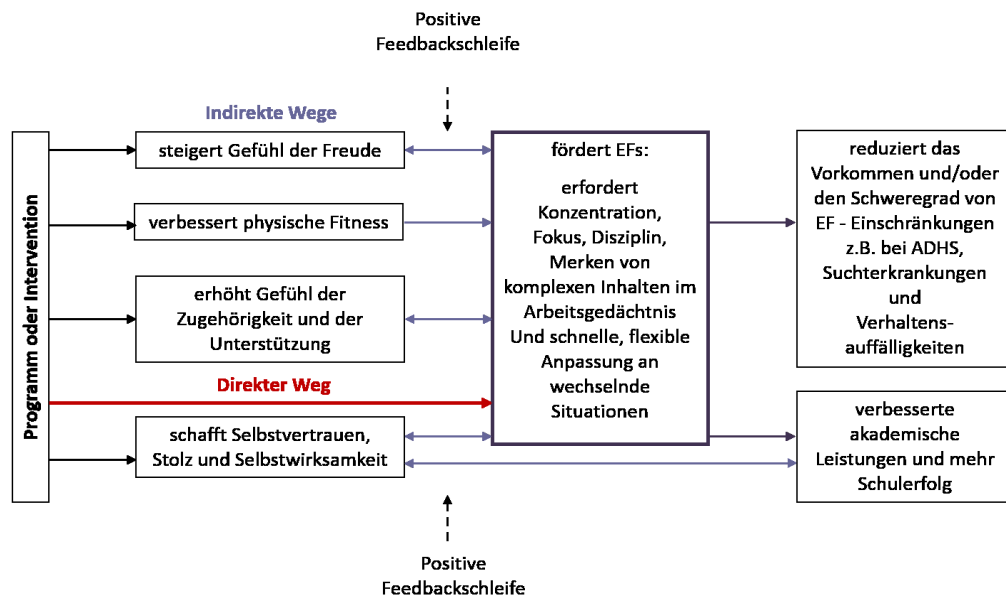 Positive
Feedbackschleife
Indirekte Wege
Programm oder Intervention
steigert Gefühl der Freude
verbessert physische Fitness
erhöht Gefühl der
Zugehörigkeit und der
Unterstützung
Direkter Weg
schafft Selbstvertrauen,
Stolz und Selbstwirksamkeit
fördert EFs:
erfordert
Konzentration,
Fokus, Disziplin,
Merken von
komplexen Inhalten im
Arbeitsgedächtnis
Und schnelle, flexible
Anpassung an
wechselnde
Situationen
reduziert das
Vorkommen und/oder
den Schweregrad von
EF - Einschränkungen
z.B. bei ADHS,
Suchterkrankungen
und
Verhaltens-
auffälligkeiten
verbesserte
akademische
Leistungen und mehr
Schulerfolg
Positive
Feedbackschleife